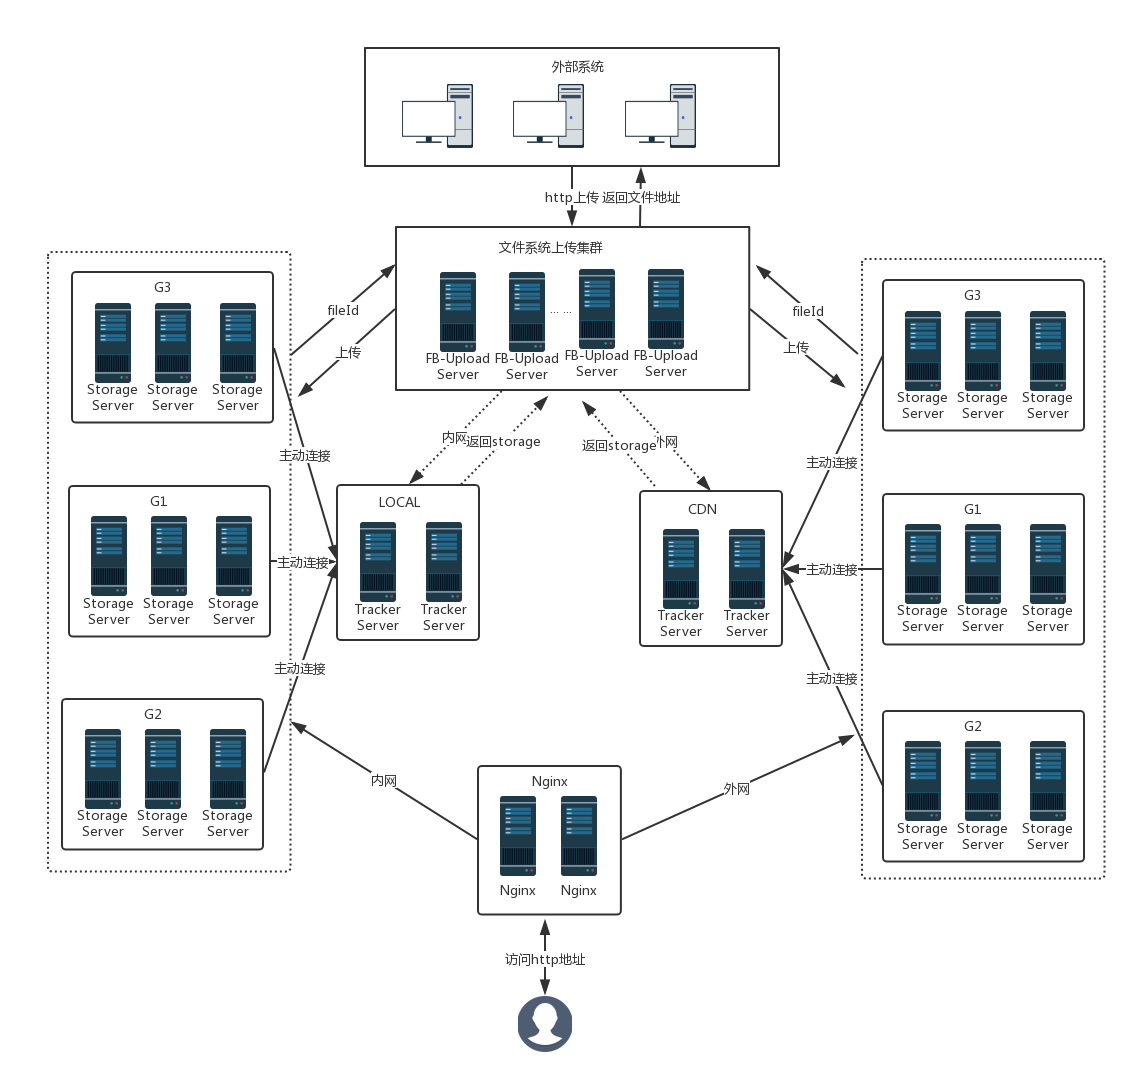 外部系统
http上传
返回文件地址
文件系统上传集群
... ...
FB-Upload
Server
FB-Upload
Server
FB-Upload
Server
FB-Upload
Server
fileId
上传
fileId
上传
内网
返回storage
返回storage
外网
G3
Storage
Server
Storage
Server
Storage
Server
主动连接
G1
Storage
Server
Storage
Server
Storage
Server
主动连接
G2
Storage
Server
Storage
Server
Storage
Server
主动连接
LOCAL
Tracker
Server
Tracker
Server
CDN
Tracker
Server
Tracker
Server
G3
Storage
Server
Storage
Server
Storage
Server
主动连接
G1
Storage
Server
Storage
Server
Storage
Server
主动连接
G2
Storage
Server
Storage
Server
Storage
Server
主动连接
内网
外网
Nginx
Nginx
Nginx
访问http地址